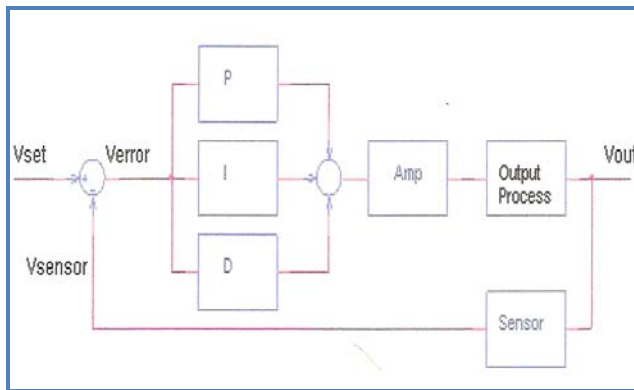 P
Vset
Verror
I
Amp
Output
Process
Vout
Vsensor
D
Sensor